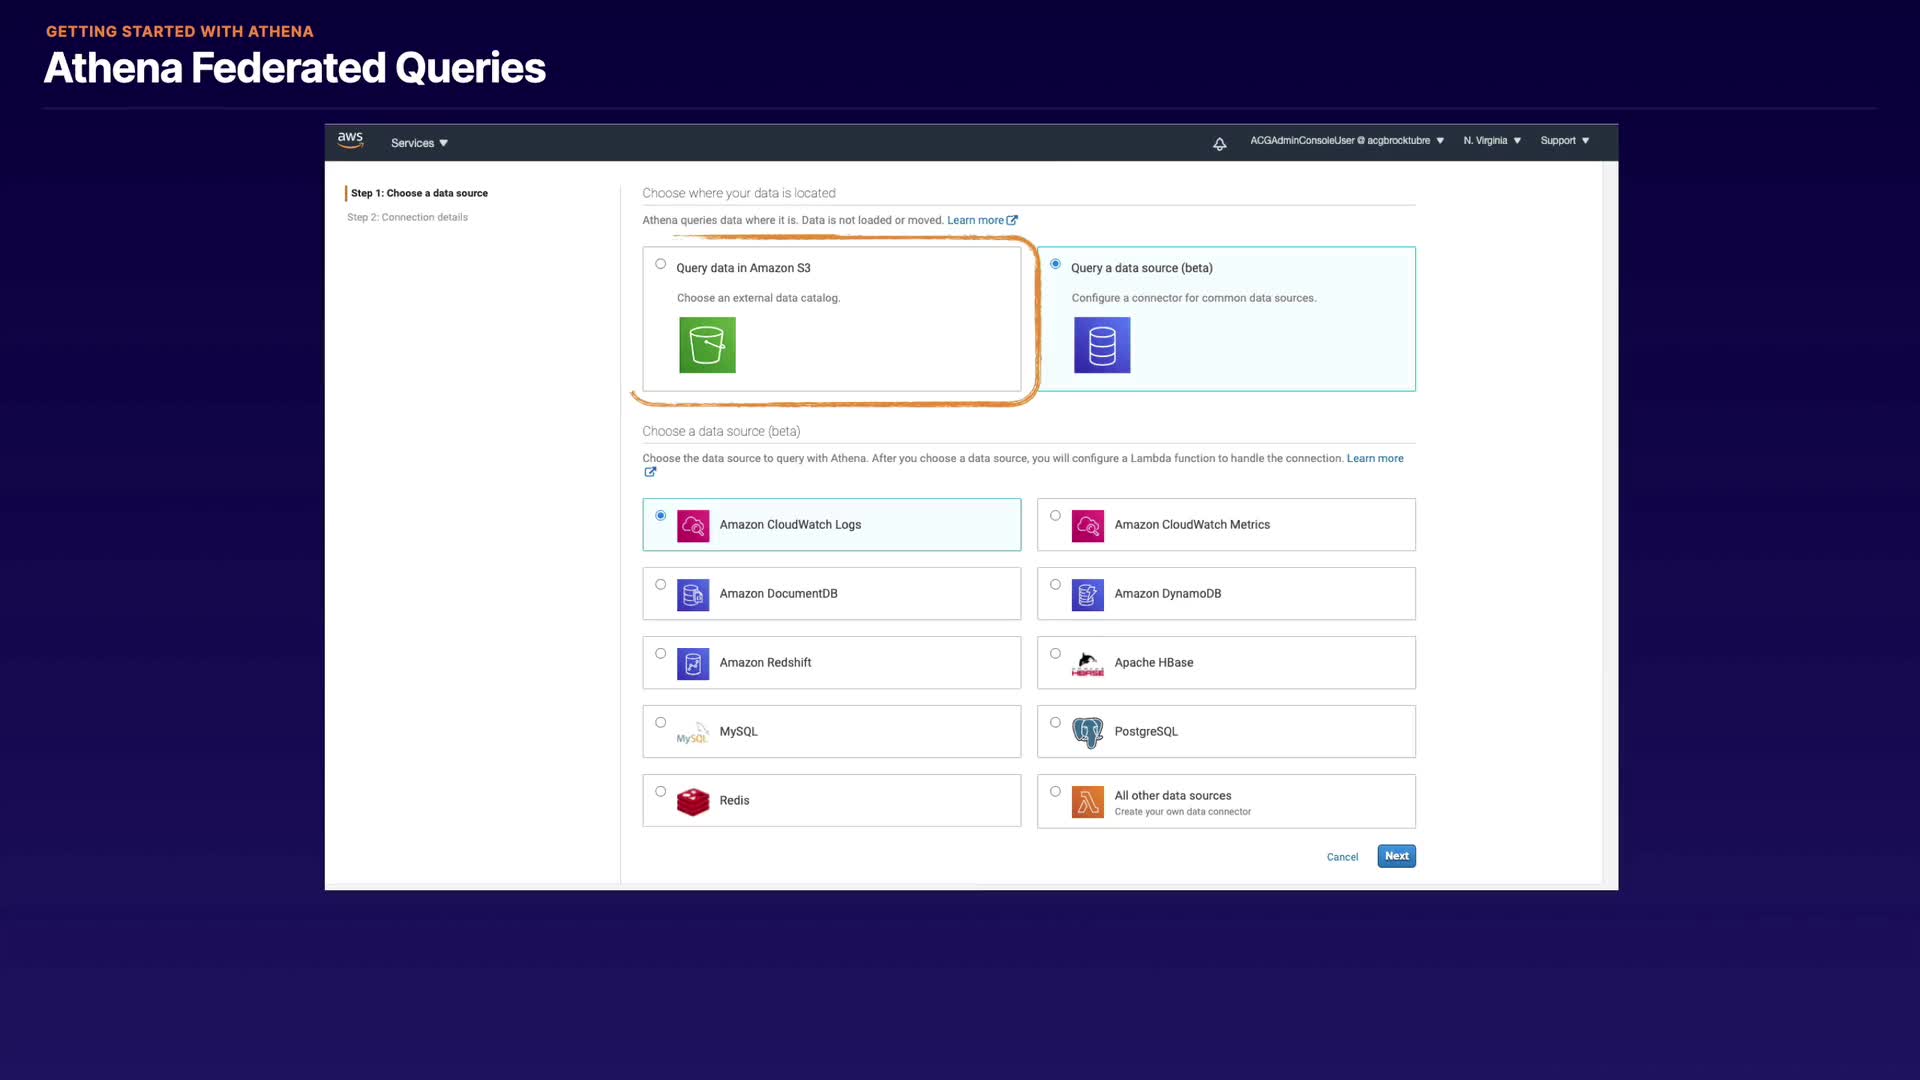 GETTING STARTED WITH ATHENA
Athena Federated Queries
aws
Services
ACGAdminConsoleUser @ acgbrocktubre
N. Virginia
Support
Step 1: Choose a data source
Step 2: Connection details
Choose where your data is located
Athena queries data where it is. Data is not loaded or moved. Learn more
Query data in Amazon S3
Choose an external data catalog.
Query a data source (beta)
Configure a connector for common data sources.
Choose a data source (beta)
Choose the data source to query with Athena. After you choose a data source, you will configure a Lambda function to handle the connection. Learn more
Amazon CloudWatch Logs
Amazon CloudWatch Metrics
Amazon DocumentDB
Amazon DynamoDB
Amazon Redshift
HBASE
Apache HBase
MySQL
MySQL
PostgreSQL
Redis
All other data sources
Create your own data connector
Cancel
Next